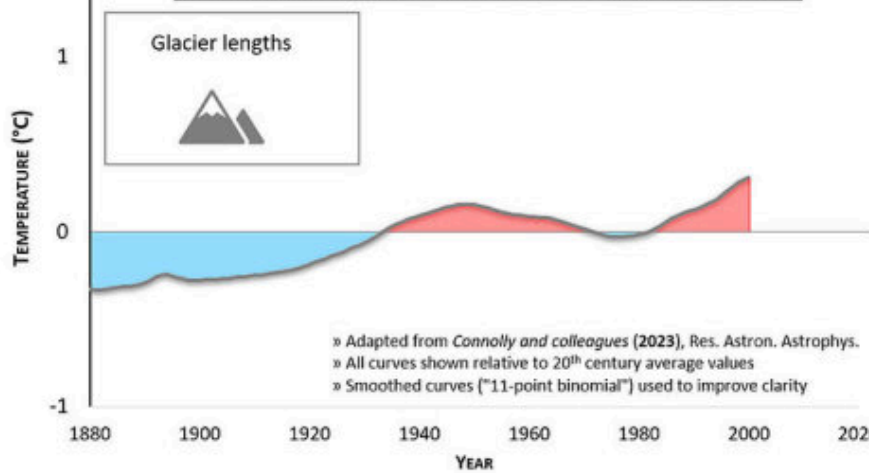 Glacier lengths
1
0
-1
TEMPERATURE (°C)
» Adapted from Connolly and colleagues (2023), Res. Astron. Astrophys.
» All curves shown relative to 20th century average values
» Smoothed curves ("11-point binomial") used to improve clarity
1880 1900 1920 1940 1960 1980 2000 202
YEAR